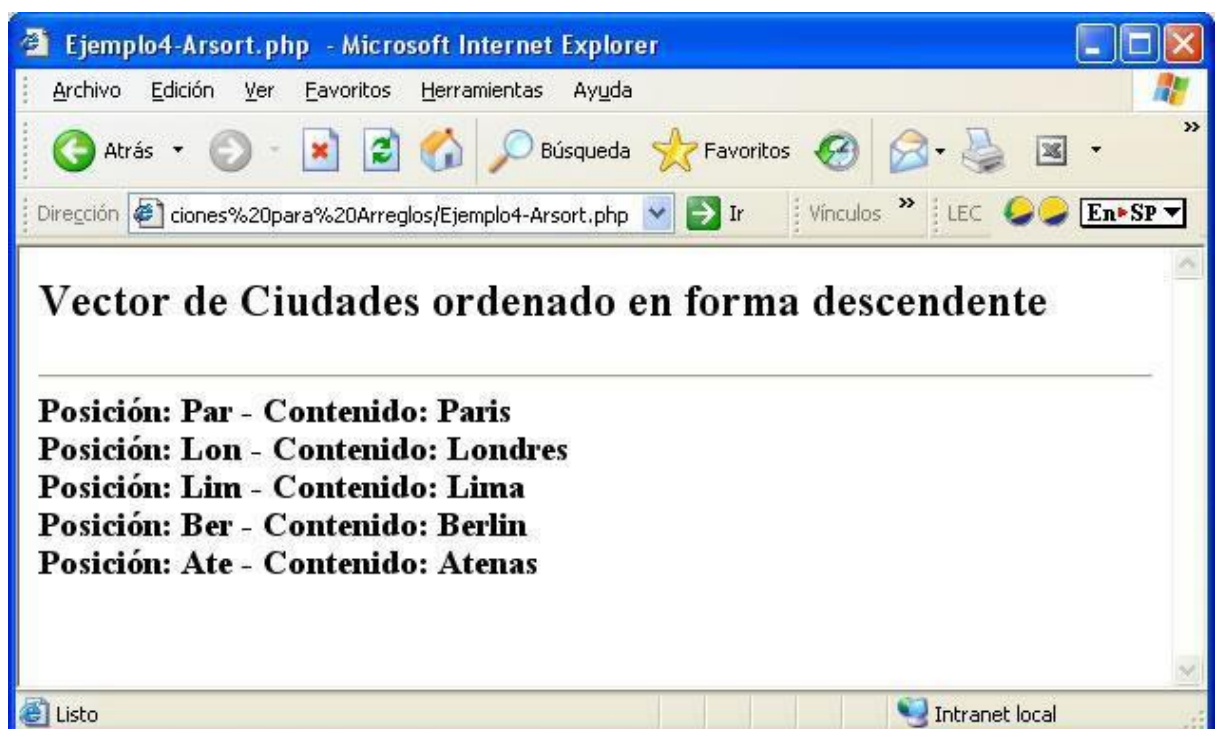 Ejemplo4-Arsort.php - Microsoft Internet Explorer
Archivo Edición Ver Favoritos Herramientas Ayuda
Atrás Búsqueda Favoritos »
Dirección ciones%20para%20Arreglos/Ejemplo4-Arsort.php Ir Vínculos » LEC En▸SP
Vector de Ciudades ordenado en forma descendente
Posición: Par - Contenido: Paris
Posición: Lon - Contenido: Londres
Posición: Lim - Contenido: Lima
Posición: Ber - Contenido: Berlin
Posición: Ate - Contenido: Atenas
Listo Intranet local